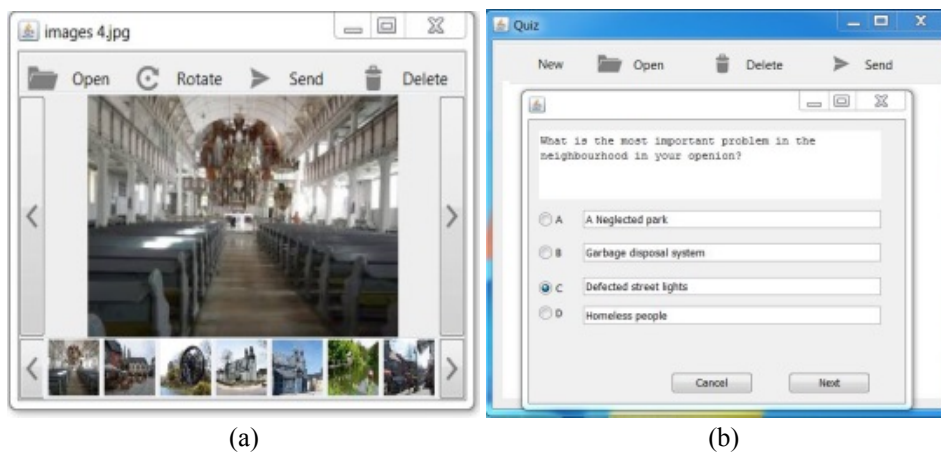 images 4.jpg
Open Rotate Send Delete
Quiz
New Open Delete Send
What is the most important problem in the
neighbourhood in your openion?
A A Neglected park
B Garbage disposal system
C Defected street lights
D Homeless people
Cancel Next
(a) (b)